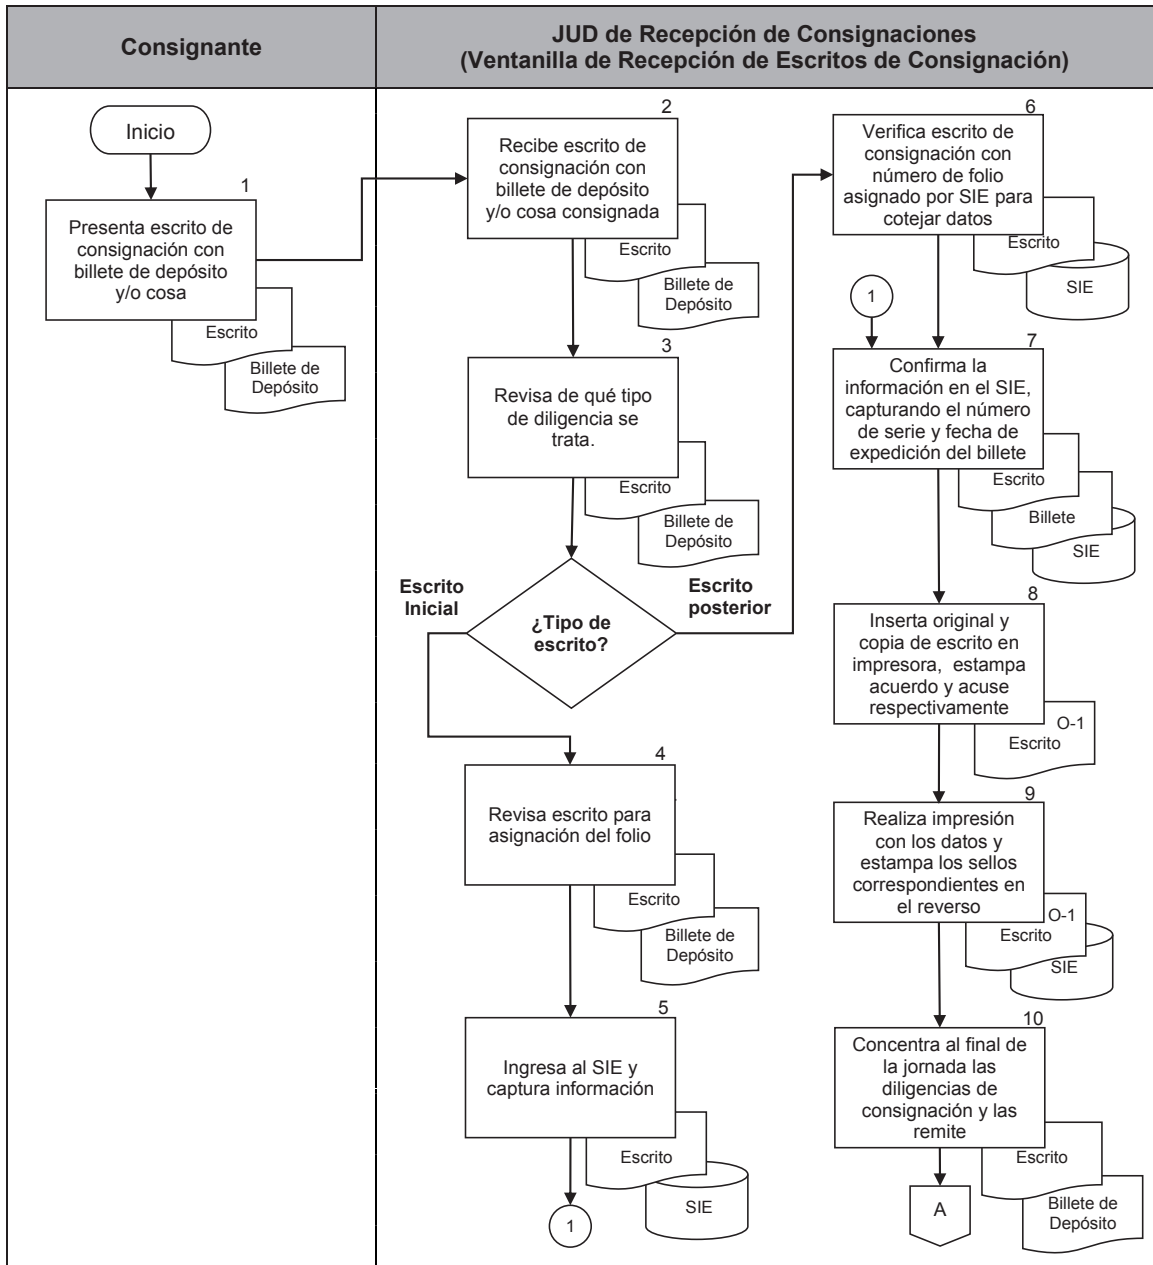 Consignante
JUD de Recepción de Consignaciones
(Ventanilla de Recepción de Escritos de Consignación)
Inicio
1
Presenta escrito de
consignación con
billete de depósito
y/o cosa
Escrito
Billete de
Depósito
2
Recibe escrito de
consignación con
billete de depósito
y/o cosa consignada
Escrito
Billete de
Depósito
3
Revisa de qué tipo
de diligencia se
trata.
Escrito
Billete de
Depósito
¿Tipo de
escrito?
Escrito
Inicial
Escrito
posterior
4
Revisa escrito para
asignación del folio
Escrito
Billete de
Depósito
5
Ingresa al SIE y
captura información
Escrito
SIE
1
6
Verifica escrito de
consignación con
número de folio
asignado por SIE para
cotejar datos
Escrito
SIE
1
7
Confirma la
información en el SIE,
capturando el número
de serie y fecha de
expedición del billete
Escrito
Billete
SIE
8
Inserta original y
copia de escrito en
impresora, estampa
acuerdo y acuse
respectivamente
O-1
Escrito
9
Realiza impresión
con los datos y
estampa los sellos
correspondientes en
el reverso
O-1
Escrito
SIE
10
Concentra al final de
la jornada las
diligencias de
consignación y las
remite
Escrito
Billete de
Depósito
A